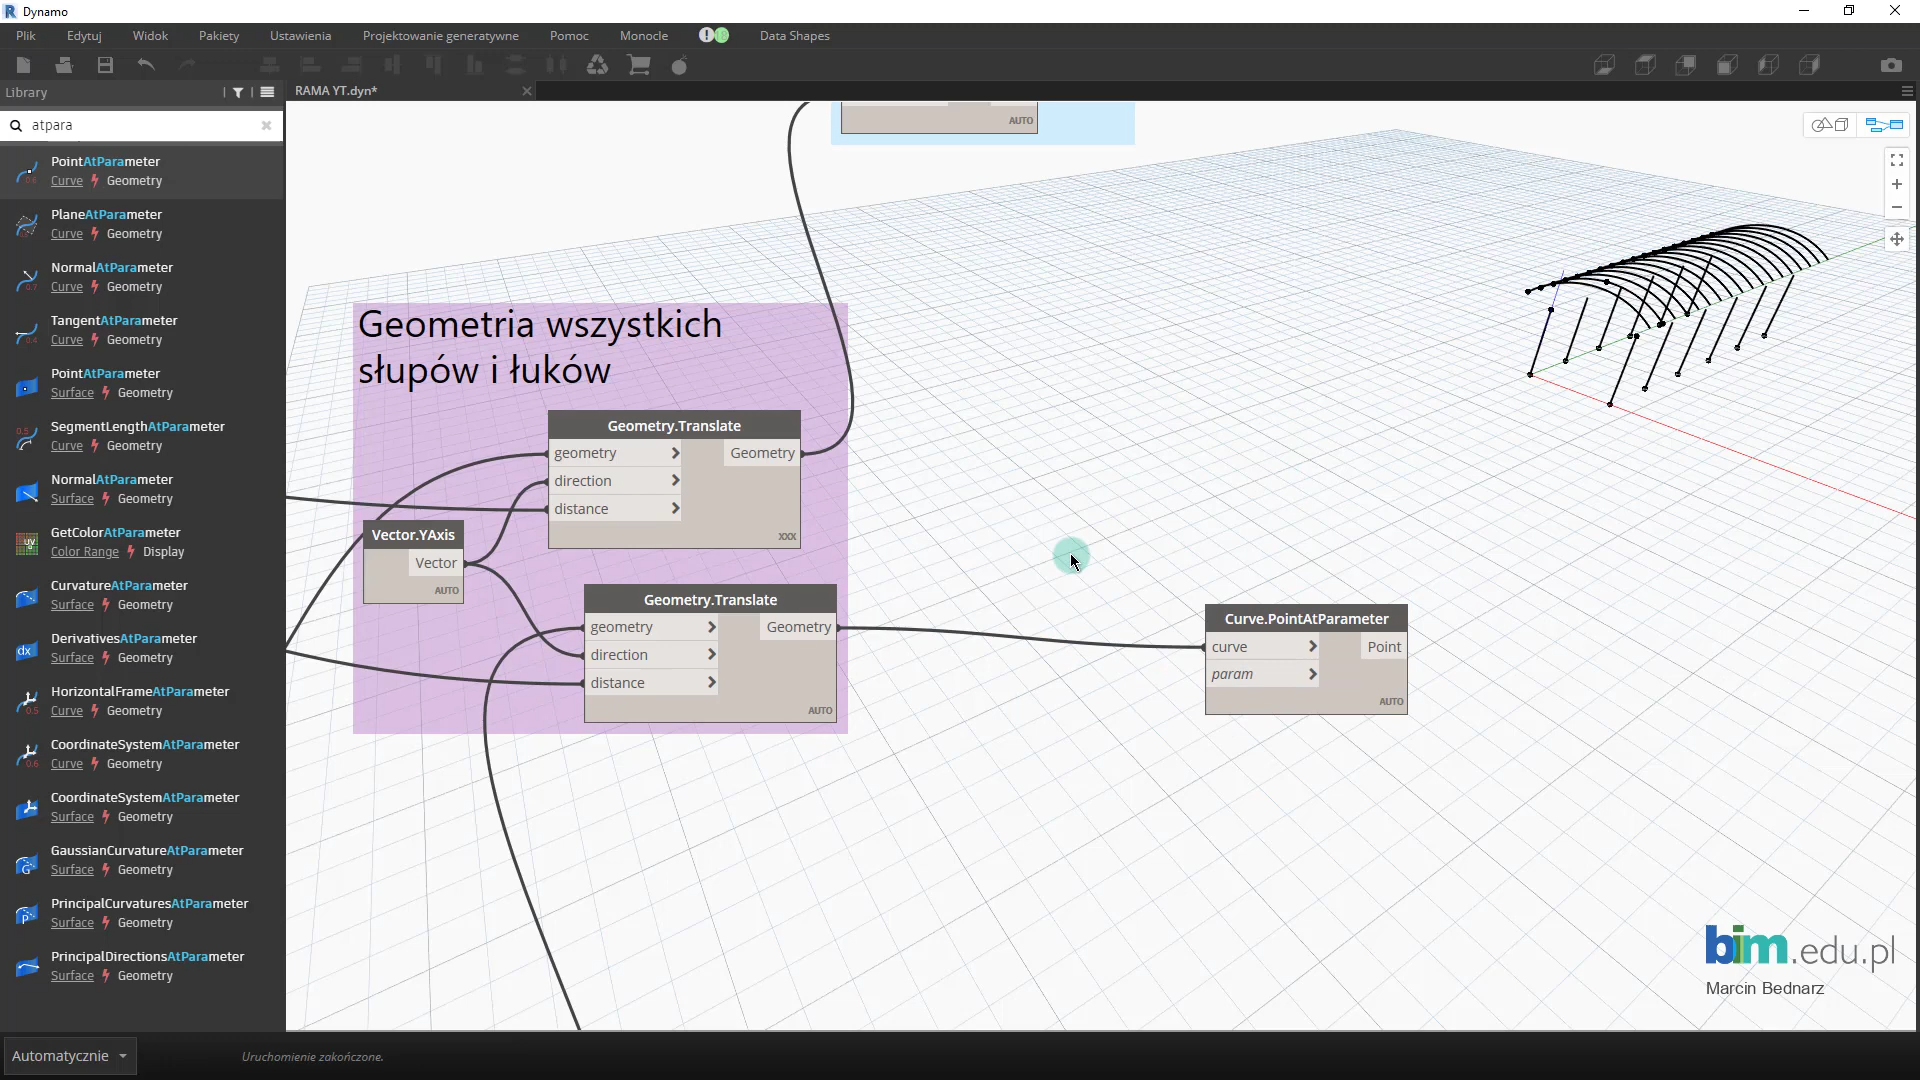 Dynamo
Plik Edytuj Widok Pakiety Ustawienia Projektowanie generatywne Pomoc Monocle Data Shapes
Library
RAMA YT.dyn*
atpara
PointAtParameter
Curve Geometry
PlaneAtParameter
Curve Geometry
NormalAtParameter
Curve Geometry
TangentAtParameter
Curve Geometry
PointAtParameter
Surface Geometry
SegmentLengthAtParameter
Curve Geometry
NormalAtParameter
Surface Geometry
GetColorAtParameter
Color Range Display
CurvatureAtParameter
Surface Geometry
DerivativesAtParameter
Surface Geometry
HorizontalFrameAtParameter
Curve Geometry
CoordinateSystemAtParameter
Curve Geometry
CoordinateSystemAtParameter
Surface Geometry
GaussianCurvatureAtParameter
Surface Geometry
PrincipalCurvaturesAtParameter
Surface Geometry
PrincipalDirectionsAtParameter
Surface Geometry
AUTO
Geometria wszystkich
słupów i łuków
Geometry.Translate
geometry > Geometry
direction >
distance >
XXX
Vector.YAxis
Vector
AUTO
Geometry.Translate
geometry > Geometry
direction >
distance >
AUTO
Curve.PointAtParameter
curve > Point
param >
AUTO
bim.edu.pl
Marcin Bednarz
Automatycznie
Uruchomienie zakończone.